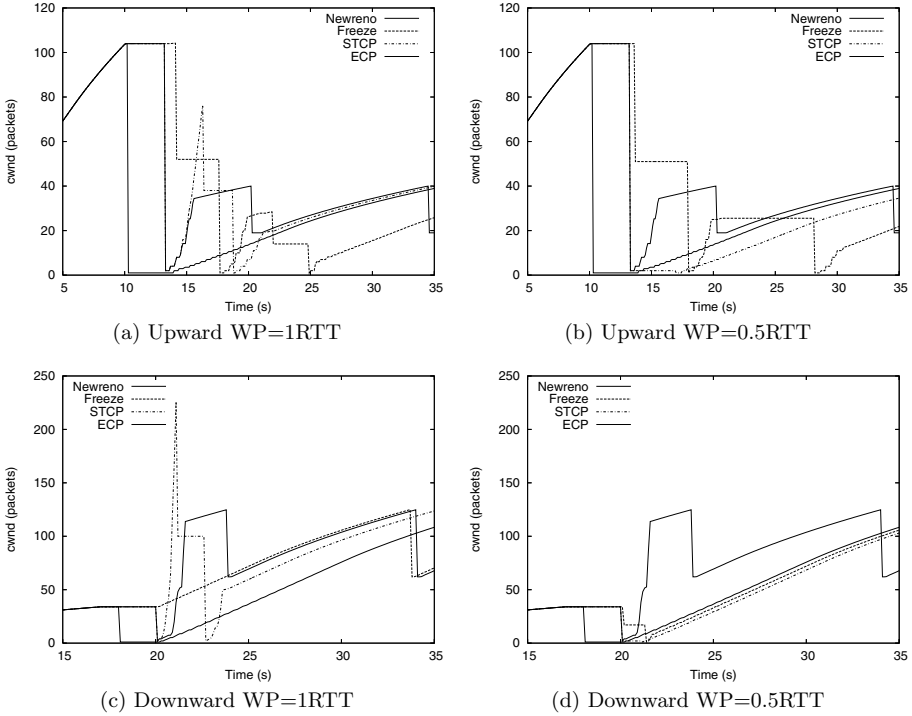 120
100
80
60
40
20
0
cwnd (packets)
Newreno
Freeze
STCP
ECP
5 10 15 20 25 30 35
Time (s)
(a) Upward WP=1RTT
120
100
80
60
40
20
0
cwnd (packets)
Newreno
Freeze
STCP
ECP
5 10 15 20 25 30 35
Time (s)
(b) Upward WP=0.5RTT
250
200
150
100
50
0
cwnd (packets)
Newreno
Freeze
STCP
ECP
15 20 25 30 35
Time (s)
(c) Downward WP=1RTT
250
200
150
100
50
0
cwnd (packets)
Newreno
Freeze
STCP
ECP
15 20 25 30 35
Time (s)
(d) Downward WP=0.5RTT